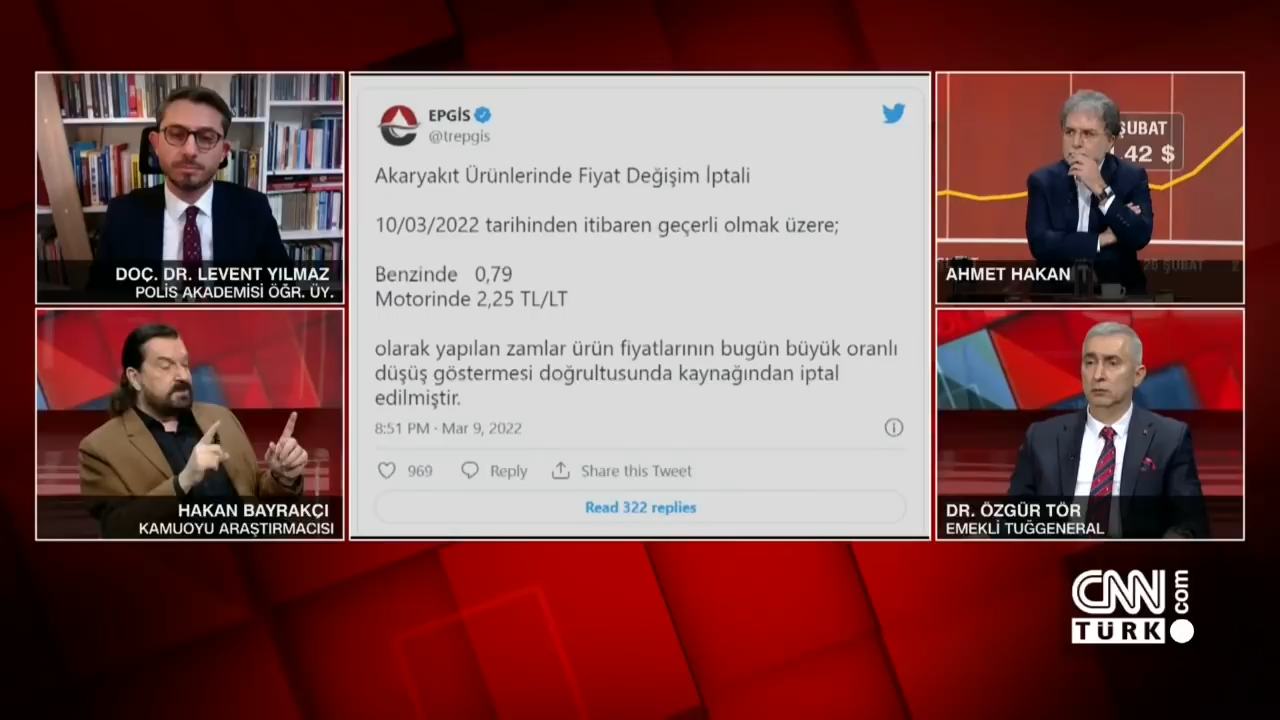 DOÇ. DR. LEVENT YILMAZ
POLİS AKADEMİSİ ÖĞR. ÜY.
HAKAN BAYRAKÇI
KAMUOYU ARAŞTIRMACISI
EPGİS
@trepgis
Akaryakıt Ürünlerinde Fiyat Değişim İptali
10/03/2022 tarihinden itibaren geçerli olmak üzere;
Benzinde 0,79
Motorinde 2,25 TL/LT
olarak yapılan zamlar ürün fiyatlarının bugün büyük oranlı
düşüş göstermesi doğrultusunda kaynağından iptal
edilmiştir.
8:51 PM · Mar 9, 2022
969 Reply Share this Tweet
Read 322 replies
ŞUBAT
.42 $
25 ŞUBAT
AHMET HAKAN
DR. ÖZGÜR TÖR
EMEKLİ TUĞGENERAL
CNN
TÜRK
.com